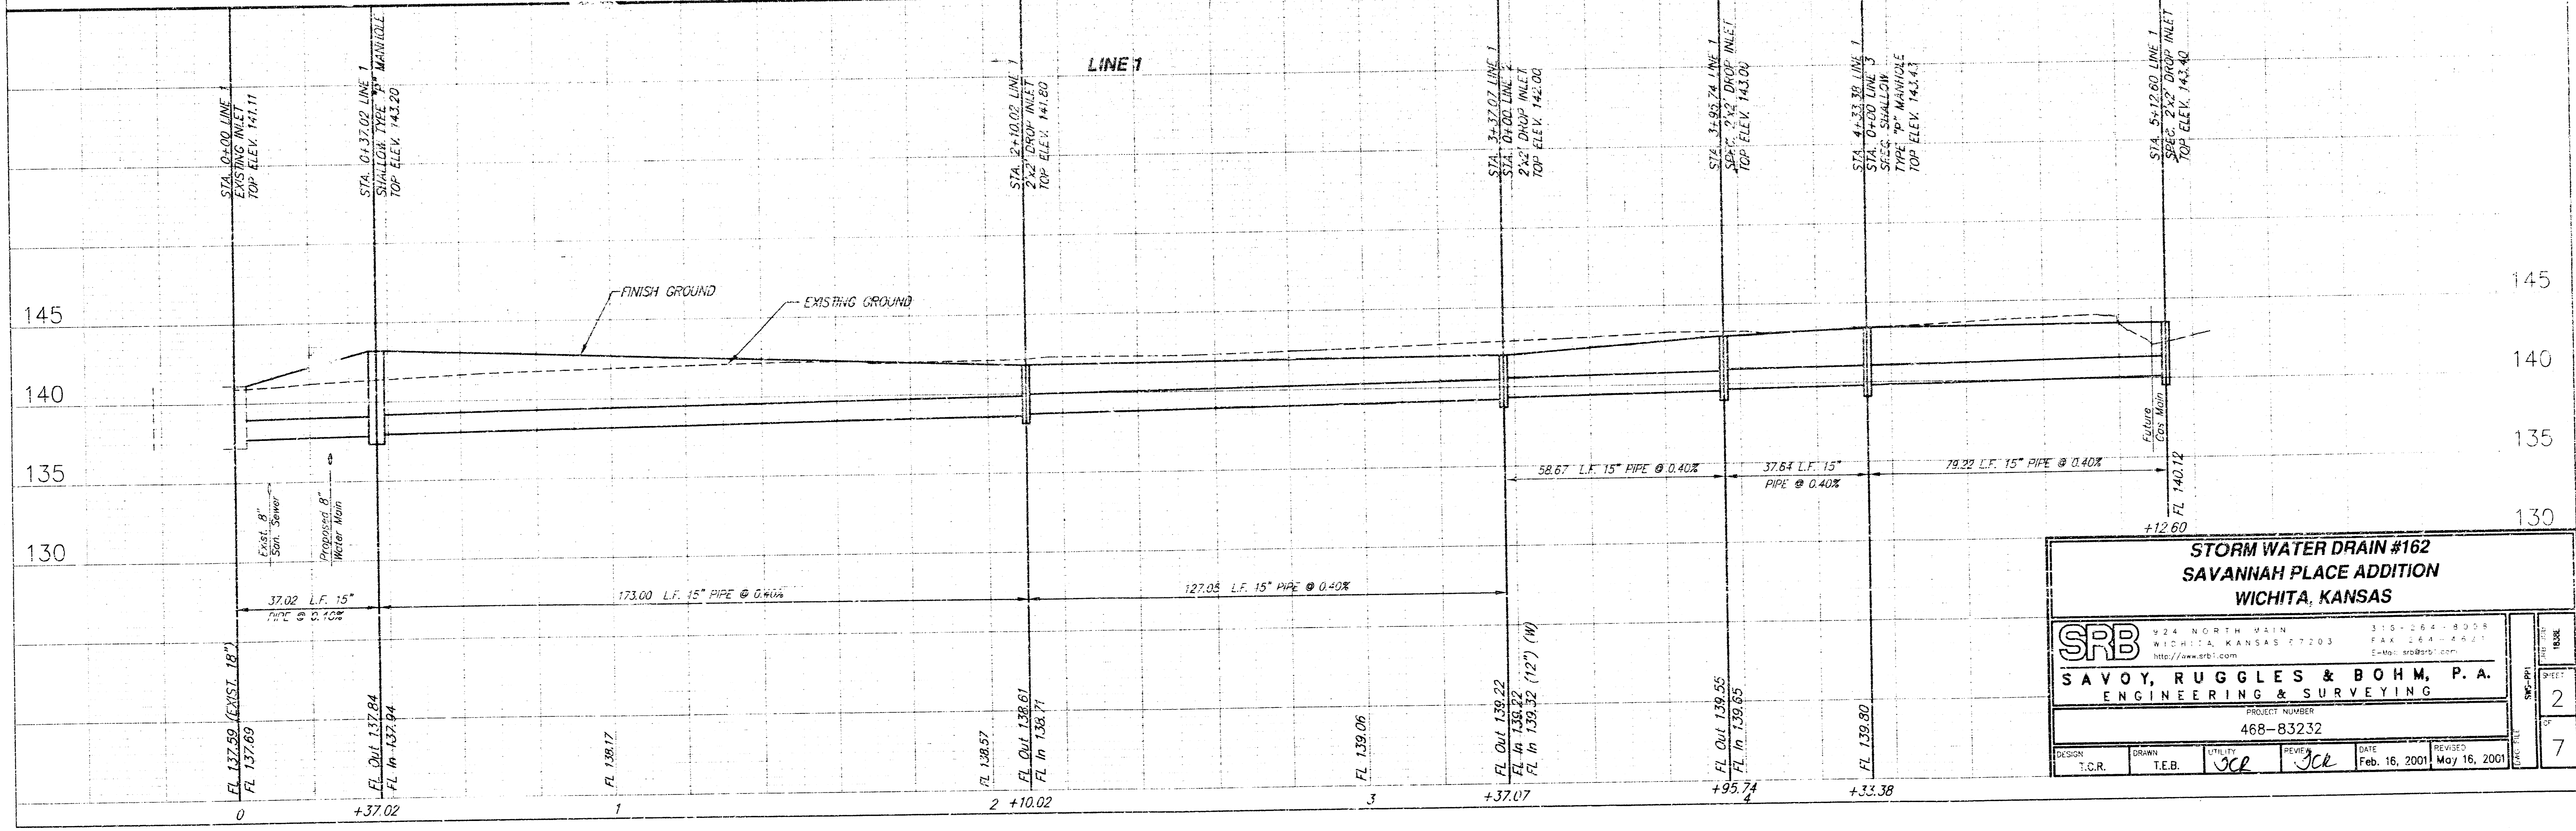 LINE 1
STA. 0+00 LINE 1
EXISTING INLET
TOP ELEV. 141.11
STA. 0+37.02 LINE 1
SHALLOW TYPE "P" MANHOLE
TOP ELEV. 143.20
STA. 2+10.02 LINE 1
2'x2' DROP INLET
TOP ELEV. 141.80
STA. 3+37.07 LINE 1
STA. 0+00 LINE 2
2'x2' DROP INLET
TOP ELEV. 142.00
STA. 3+95.74 LINE 1
SPEC. 2'x2' DROP INLET
TOP ELEV. 143.00
STA. 4+33.38 LINE 1
STA. 0+00 LINE 3
SPEC. SHALLOW
TYPE "P" MANHOLE
TOP ELEV. 143.43
STA. 5+12.60 LINE 1
SPEC. 2'x2' DROP INLET
TOP ELEV. 143.40
FINISH GROUND
EXISTING GROUND
145
140
135
130
145
140
135
130
Exist. 8"
San. Sewer
Proposed 8"
Water Main
Future
Gas Main
37.02 L.F. 15"
PIPE @
173.00 L.F. 15" PIPE @ 0.40%
127.05 L.F. 15" PIPE @ 0.40%
58.67 L.F. 15" PIPE @ 0.40%
37.64 L.F. 15"
PIPE @ 0.40%
79.22 L.F. 15" PIPE @ 0.40%
FL 140.12
+12.60
FL 137.59 (EXIST. 18")
FL 137.69
FL Out 137.84
FL In 137.94
FL 138.17
FL 138.57
FL Out 138.61
FL In 138.71
FL 139.06
FL Out 139.22
FL In 139.22
FL In 139.32 (12") (W)
FL Out 139.55
FL In 139.65
FL 139.80
0
+37.02
1
2
+10.02
3
+37.07
+95.74
4
+33.38
STORM WATER DRAIN #162
SAVANNAH PLACE ADDITION
WICHITA, KANSAS
SRB
924 NORTH MAIN
WICHITA, KANSAS 67203
http://www.srb1.com
E-Mail: srb@srb1.com
SAVOY, RUGGLES & BOHM, P.A.
ENGINEERING & SURVEYING
PROJECT NUMBER
468-83232
DESIGN
T.C.R.
DRAWN
T.E.B.
UTILITY
JCR
REVIEW
JCR
DATE
Feb. 16, 2001
REVISED
May 16, 2001
SWS-PP1
SHEET
2
OF
7